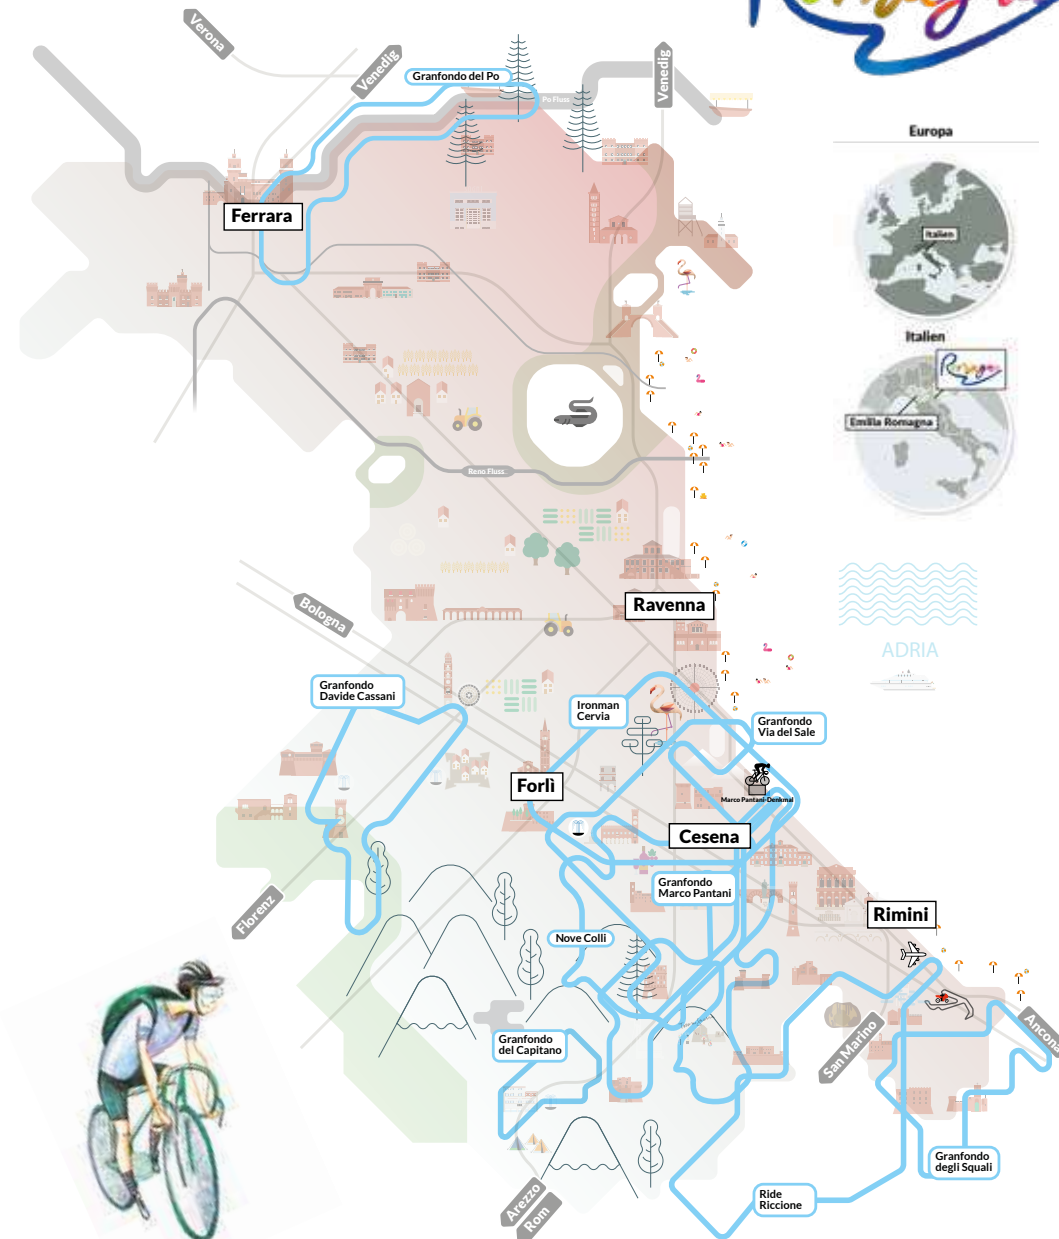 Romagna
Verona
Venedig
Granfondo del Po
Po Fluss
Venedig
Europa
Italien
Ferrara
Italien
Romagna
Emilia Romagna
Reno Fluss
Ravenna
Bologna
ADRIA
Granfondo
Davide Cassani
Ironman
Cervia
Granfondo
Via del Sale
Forlì
Marco Pantani-Denkmal
Cesena
Granfondo
Marco Pantani
Florenz
Rimini
Nove Colli
Granfondo
del Capitano
San Marino
Ancona
Granfondo
degli Squali
Arezzo
Rom
Ride
Riccione